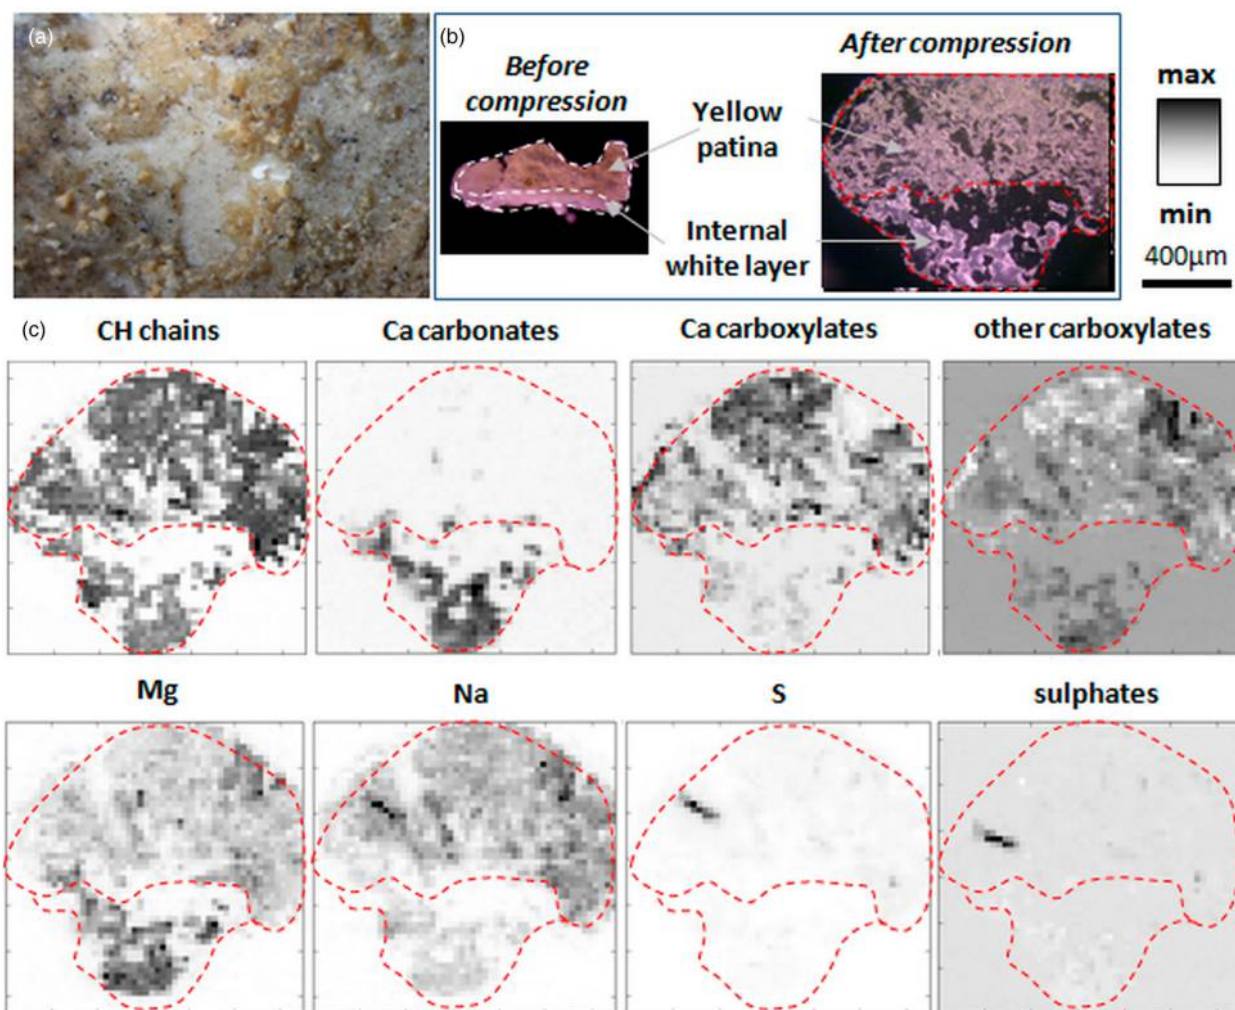 (a)
(b)
Before
compression
After compression
Yellow
patina
Internal
white layer
max
min
400µm
(c)
CH chains
Ca carbonates
Ca carboxylates
other carboxylates
Mg
Na
S
sulphates